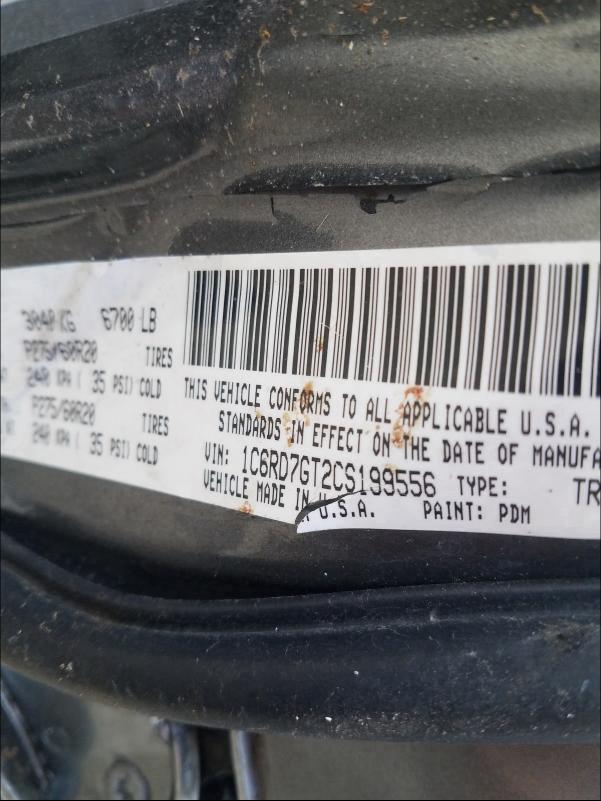 3040 KG 6700 LB
P275/60R20 TIRES
240 KPA ( 35 PSI) COLD
P275/60R20 TIRES
240 KPA ( 35 PSI) COLD
THIS VEHICLE CONFORMS TO ALL APPLICABLE U.S.A.
STANDARDS IN EFFECT ON THE DATE OF MANUFA
VIN: 1C6RD7GT2CS199556 TYPE: TR
VEHICLE MADE IN U.S.A. PAINT: PDM